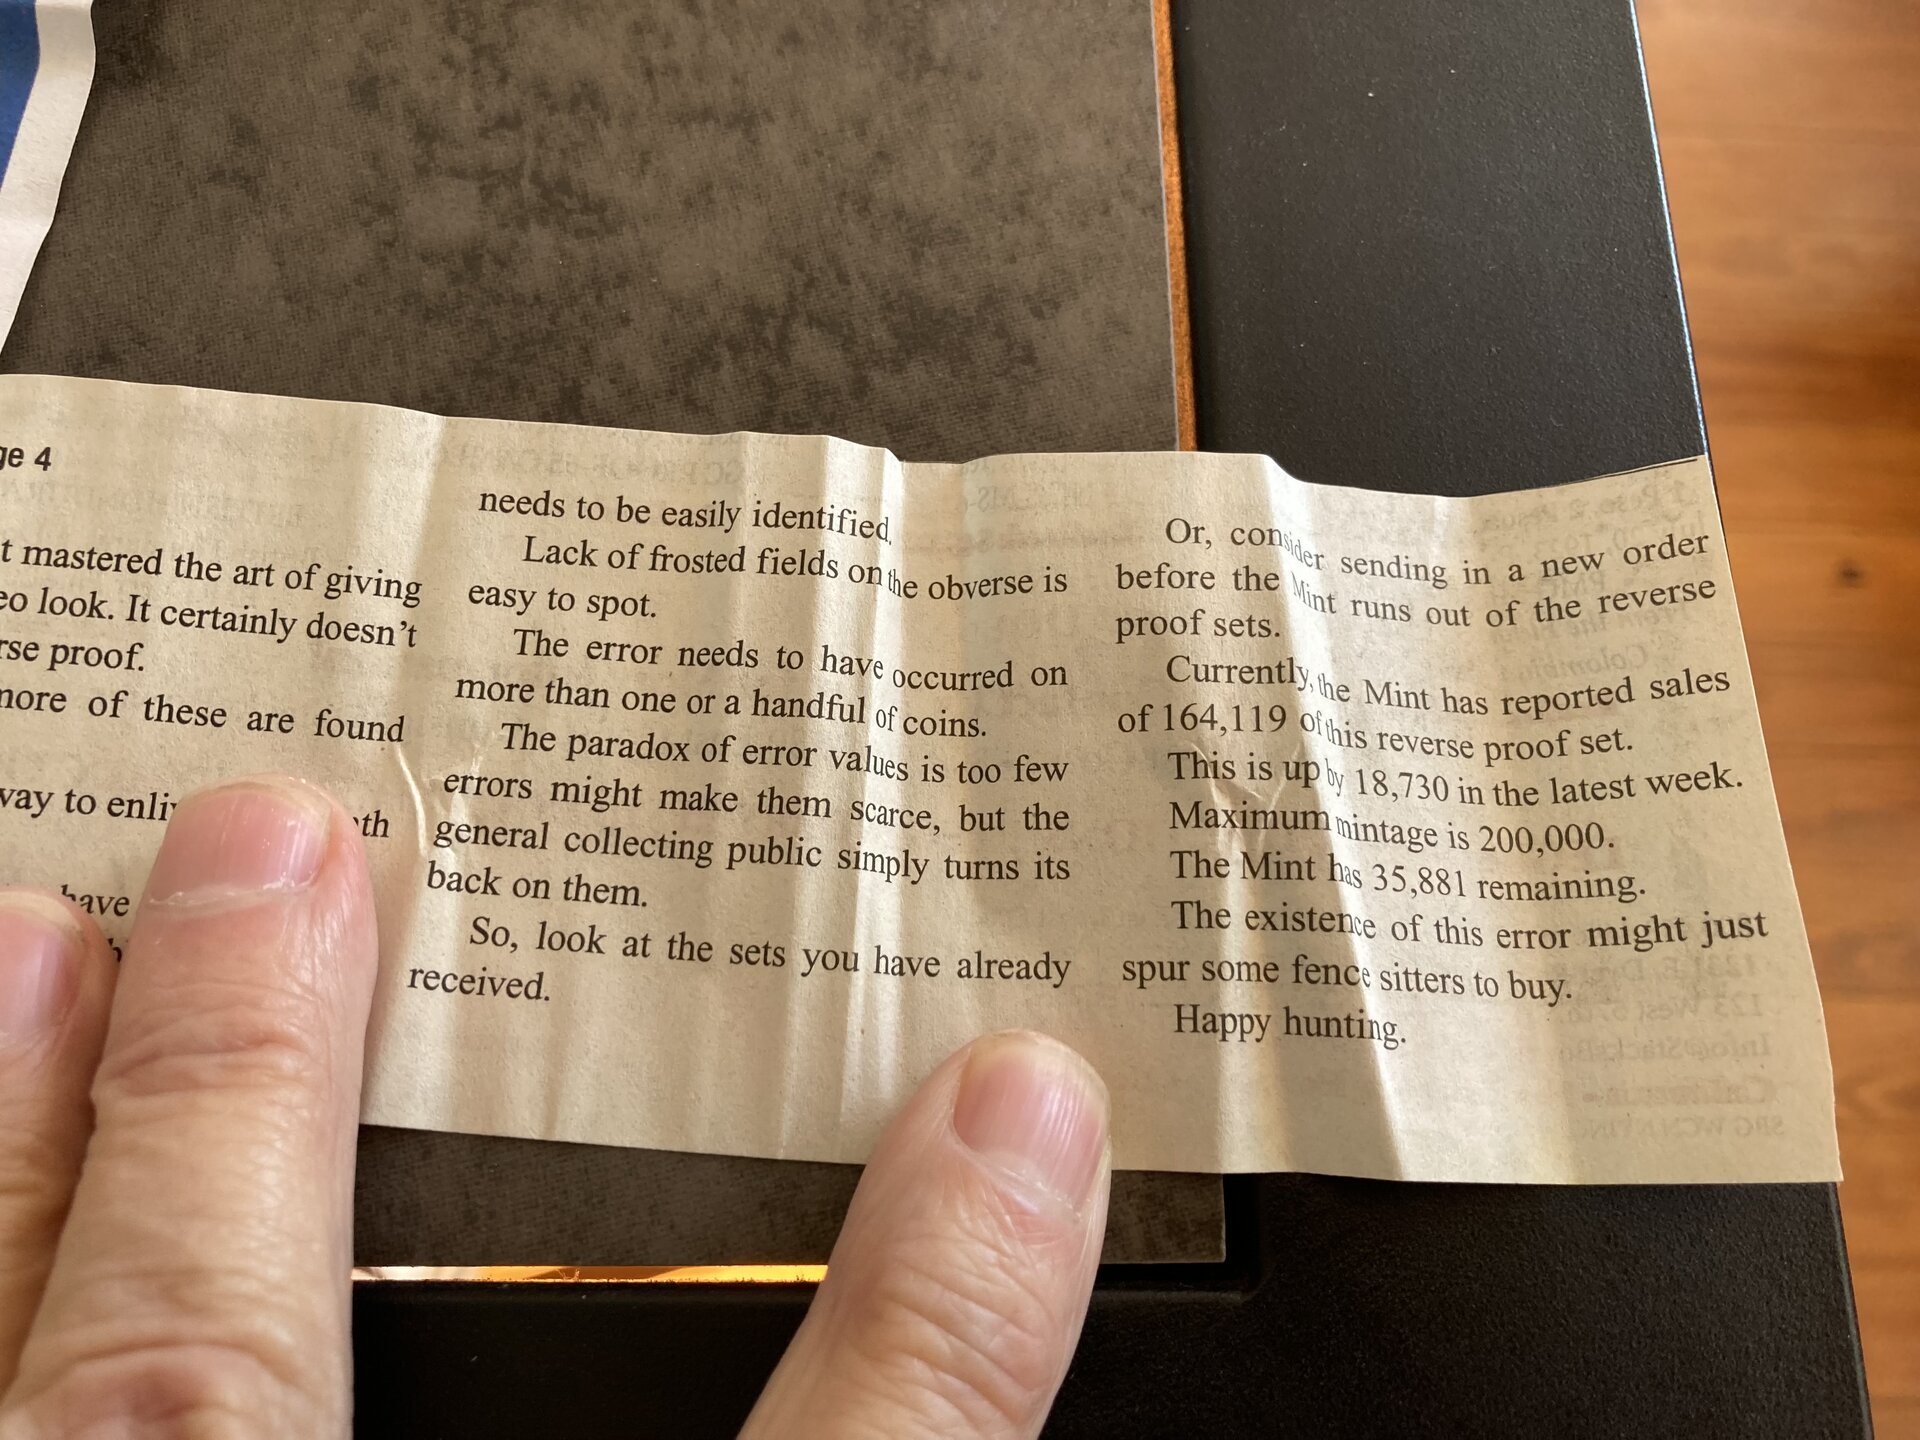 4
mastered the art of giving
look. It certainly doesn't
proof.
more of these are found
way to
have
needs to be easily identified.
Lack of frosted fields on the obverse is
easy to spot.
The error needs to have occurred on
more than one or a handful of coins.
The paradox of error values is too few
errors might make them scarce, but the
general collecting public simply turns its
back on them.
So, look at the sets you have already
received.
Or, consider sending in a new order
before the Mint runs out of the reverse
proof sets.
Currently, the Mint has reported sales
of 164,119 of this reverse proof set.
This is up by 18,730 in the latest week.
Maximum mintage is 200,000.
The Mint has 35,881 remaining.
The existence of this error might just
spur some fence sitters to buy.
Happy hunting.